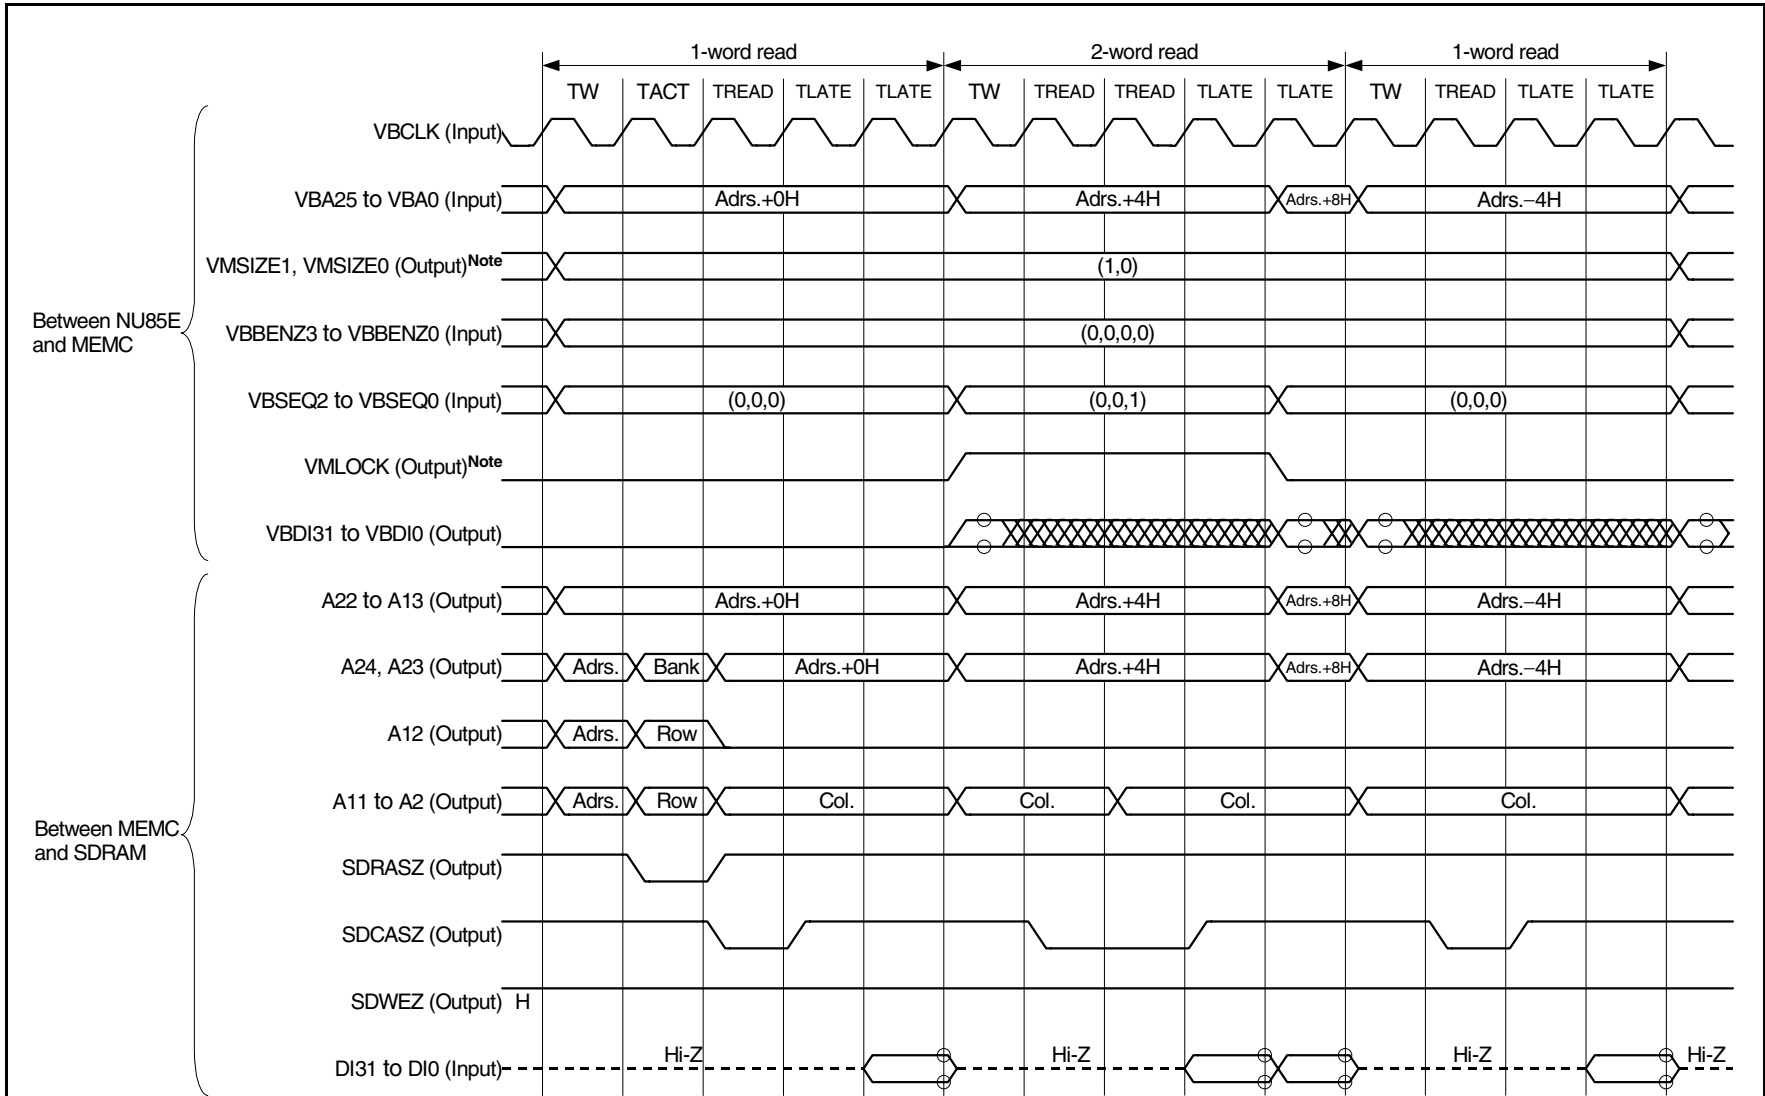 1-word read 2-word read 1-word read
TW TACT TREAD TLATE TLATE TW TREAD TREAD TLATE TLATE TW TREAD TLATE TLATE
VBCLK (Input)
VBA25 to VBA0 (Input) Adrs.+0H Adrs.+4H Adrs.+8H Adrs.−4H
VMSIZE1, VMSIZE0 (Output)Note (1,0)
Between NU85E
and MEMC
VBBENZ3 to VBBENZ0 (Input) (0,0,0,0)
VBSEQ2 to VBSEQ0 (Input) (0,0,0) (0,0,1) (0,0,0)
VMLOCK (Output)Note
VBDI31 to VBDI0 (Output)
A22 to A13 (Output) Adrs.+0H Adrs.+4H Adrs.+8H Adrs.−4H
A24, A23 (Output) Adrs. Bank Adrs.+0H Adrs.+4H Adrs.+8H Adrs.−4H
A12 (Output) Adrs. Row
A11 to A2 (Output) Adrs. Row Col. Col. Col. Col.
Between MEMC
and SDRAM
SDRASZ (Output)
SDCASZ (Output)
SDWEZ (Output) H
DI31 to DI0 (Input) Hi-Z Hi-Z Hi-Z Hi-Z